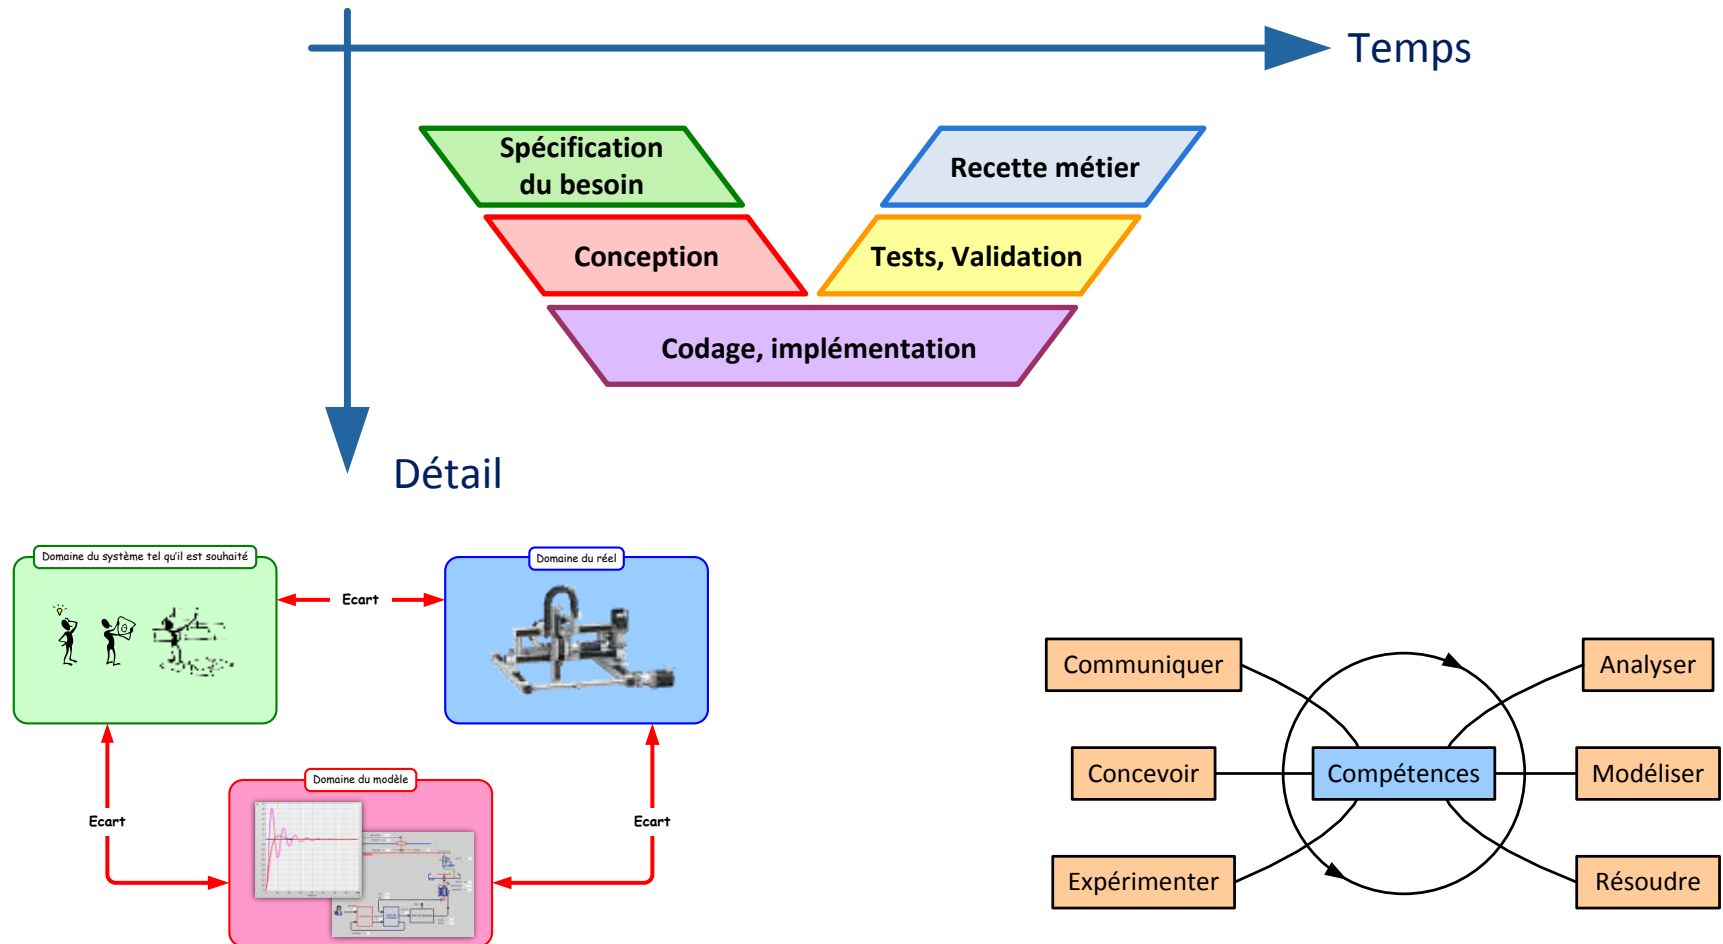 Temps
Spécification
du besoin
Recette métier
Conception
Tests, Validation
Codage, implémentation
Détail
Domaine du système tel qu'il est souhaité
Domaine du réel
Ecart
Domaine du modèle
Ecart
Ecart
Communiquer
Analyser
Concevoir
Compétences
Modéliser
Expérimenter
Résoudre